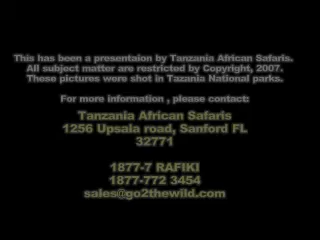 This has been a presentaion by Tanzania African Safaris.
All subject matter are restricted by Copyright, 2007.
These pictures were shot in Tazania National parks.
For more information , please contact:
Tanzania African Safaris
1256 Upsala road, Sanford FL
32771
1877-7 RAFIKI
1877-772 3454
sales@go2thewild.com